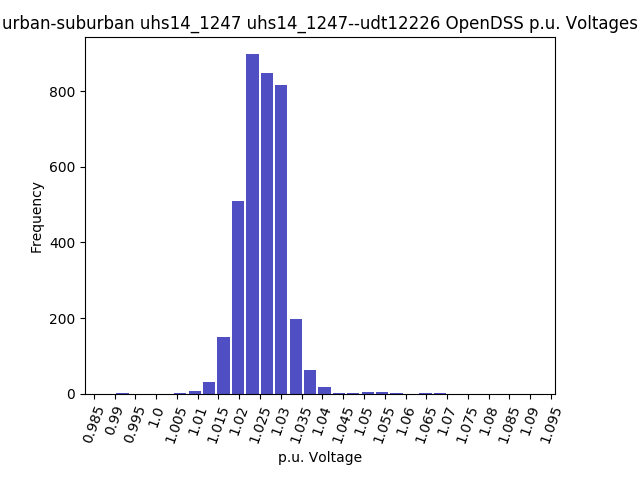 urban-suburban uhs14_1247 uhs14_1247--udt12226 OpenDSS p.u. Voltages
Frequency
800
600
400
200
0
0.985 0.99 0.995 1.0 1.005 1.01 1.015 1.02 1.025 1.03 1.035 1.04 1.045 1.05 1.055 1.06 1.065 1.07 1.075 1.08 1.085 1.09 1.095
p.u. Voltage